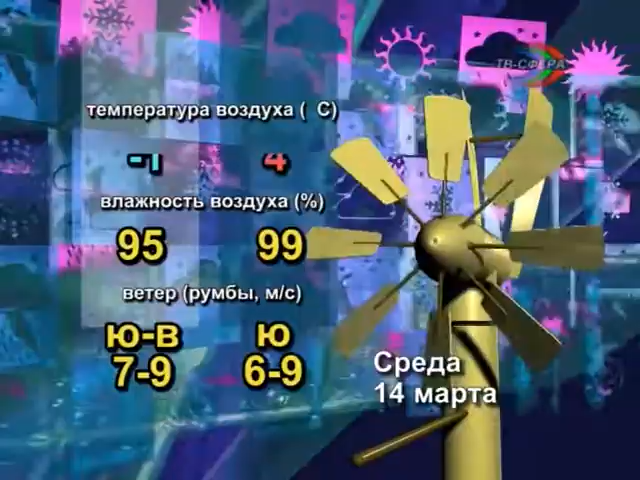 ТВ-СФЕРА
температура воздуха ( С)
-1 4
влажность воздуха (%)
95 99
ветер (румбы, м/с)
ю-в ю
7-9 6-9
Среда
14 марта